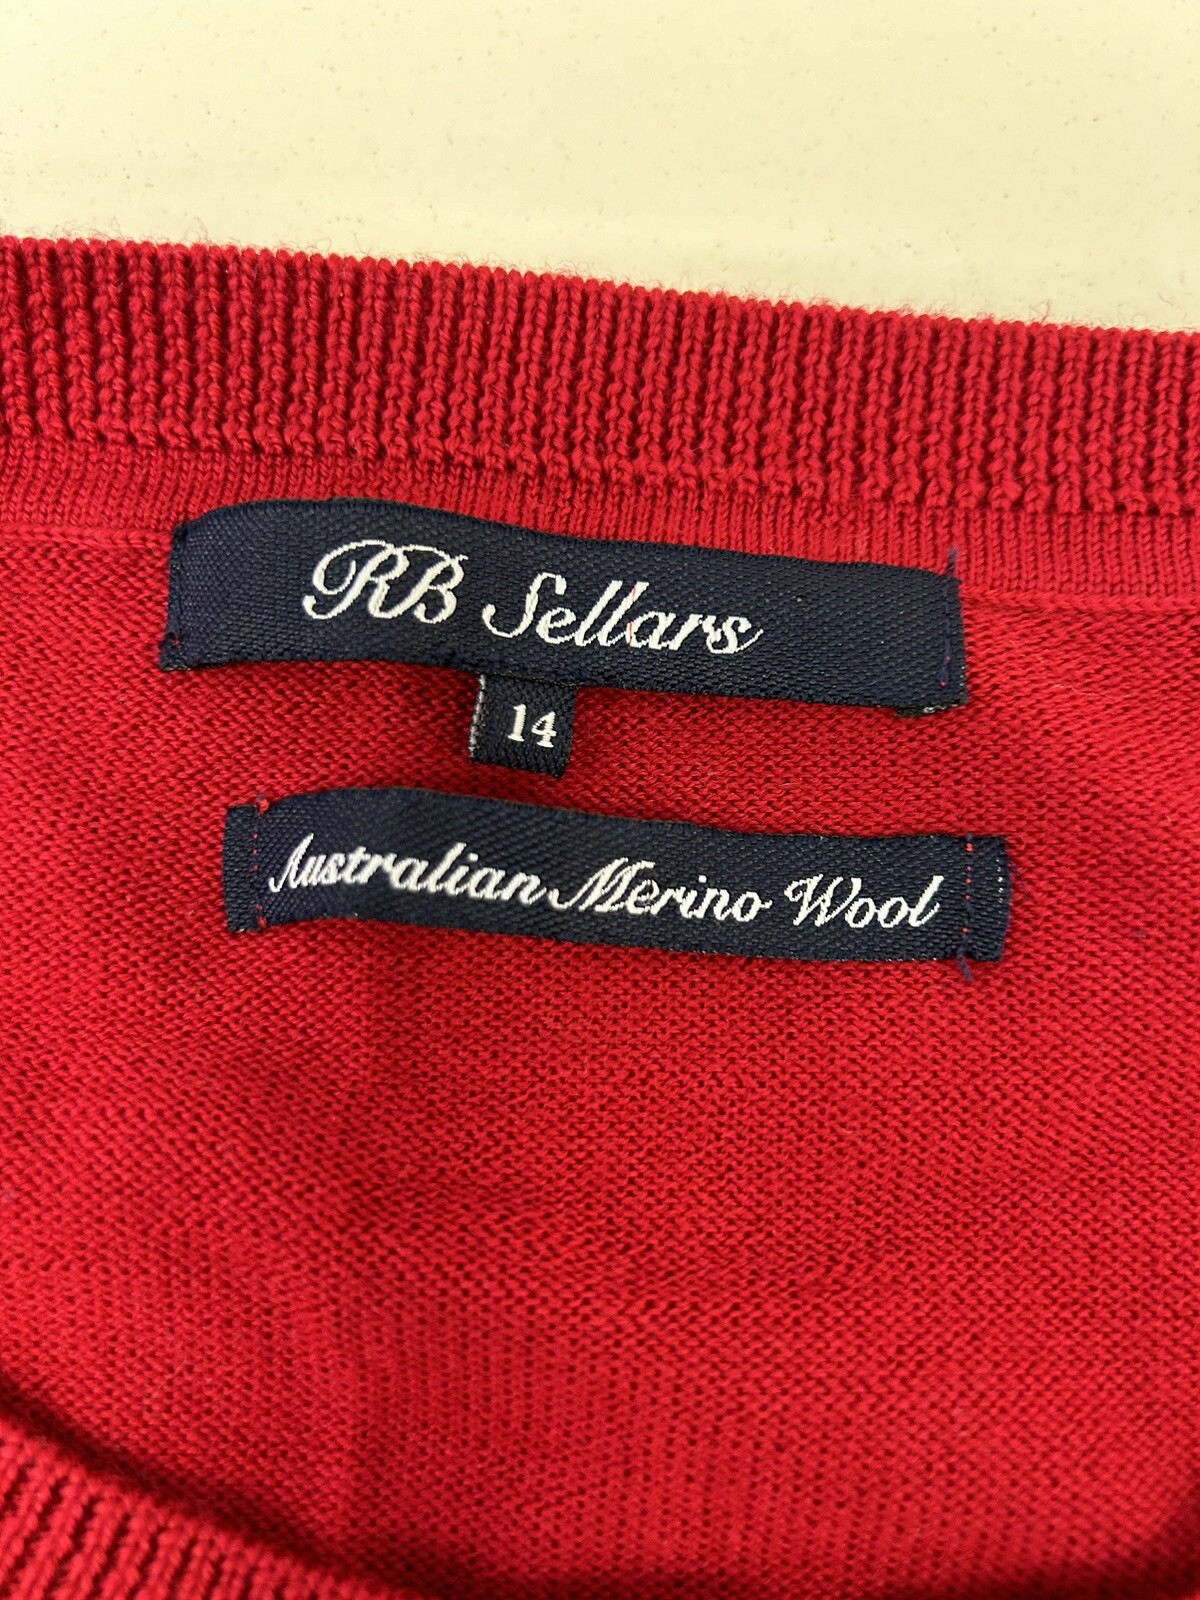 RB Sellars
14
Australian Merino Wool